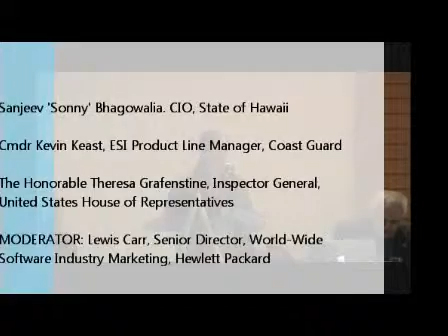 Sanjeev 'Sonny' Bhagowalia. CIO, State of Hawaii
Cmdr Kevin Keast, ESI Product Line Manager, Coast Guard
The Honorable Theresa Grafenstine, Inspector General,
United States House of Representatives
MODERATOR: Lewis Carr, Senior Director, World-Wide
Software Industry Marketing, Hewlett Packard